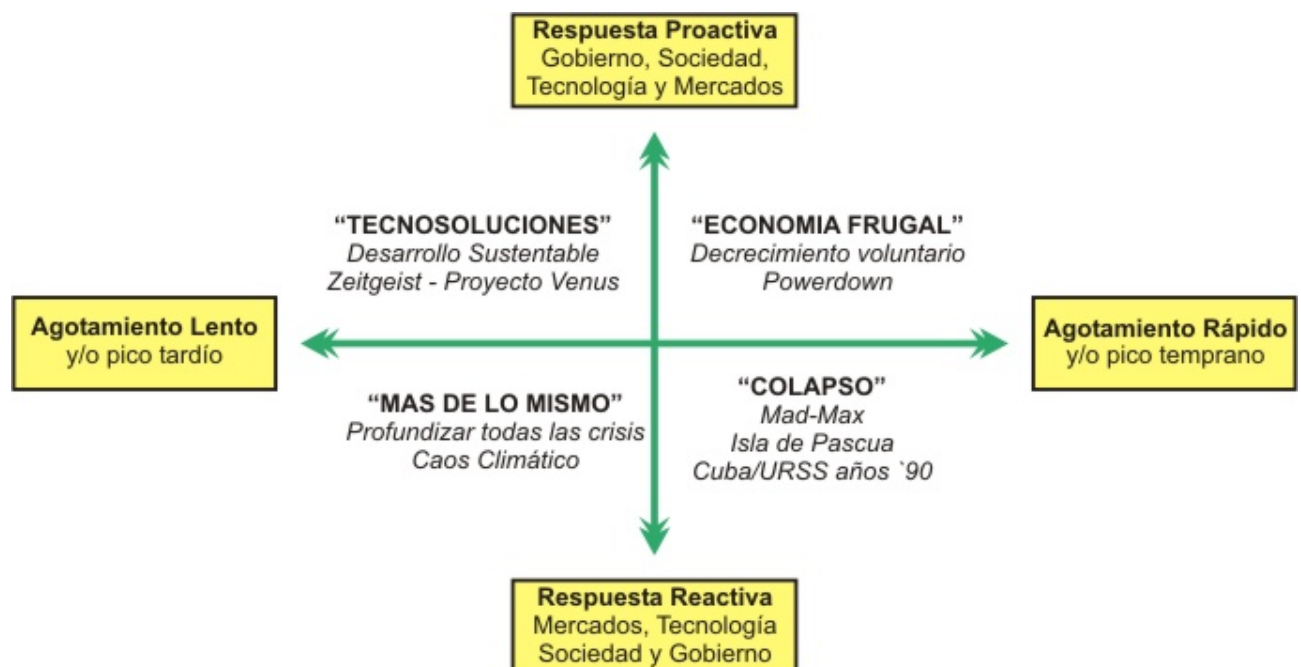 Respuesta Proactiva
Gobierno, Sociedad,
Tecnología y Mercados
“TECNOSOLUCIONES”
Desarrollo Sustentable
Zeitgeist - Proyecto Venus
“ECONOMIA FRUGAL”
Decrecimiento voluntario
Powerdown
Agotamiento Lento
y/o pico tardío
Agotamiento Rápido
y/o pico temprano
“MAS DE LO MISMO”
Profundizar todas las crisis
Caos Climático
“COLAPSO”
Mad-Max
Isla de Pascua
Cuba/URSS años `90
Respuesta Reactiva
Mercados, Tecnología
Sociedad y Gobierno